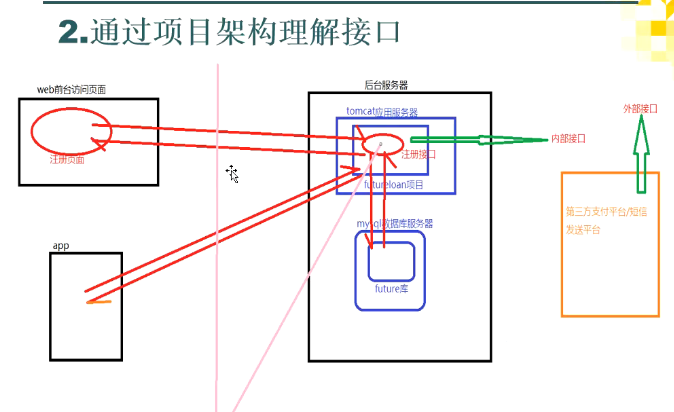 2.通过项目架构理解接口
web前台访问页面
注册页面
app
后台服务器
tomcat应用服务器
注册接口
futureloan项目
mysql数据库服务器
future库
内部接口
外部接口
第三方支付平台/短信
发送平台